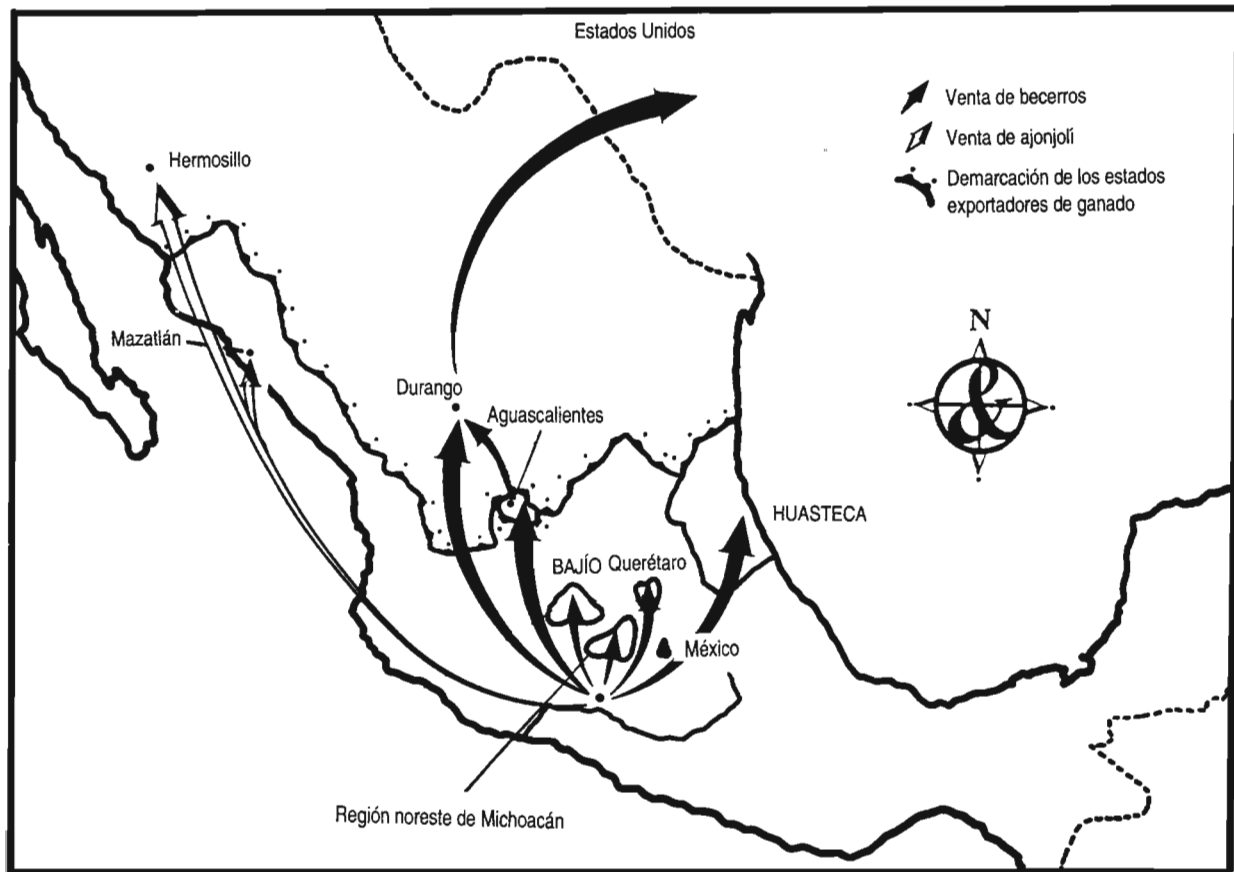 Estados Unidos
Venta de becerros
Venta de ajonjolí
Demarcación de los estados
exportadores de ganado
Hermosillo
N
Mazatlán
Durango
Aguascalientes
HUASTECA
BAJÍO
Querétaro
México
Región noreste de Michoacán